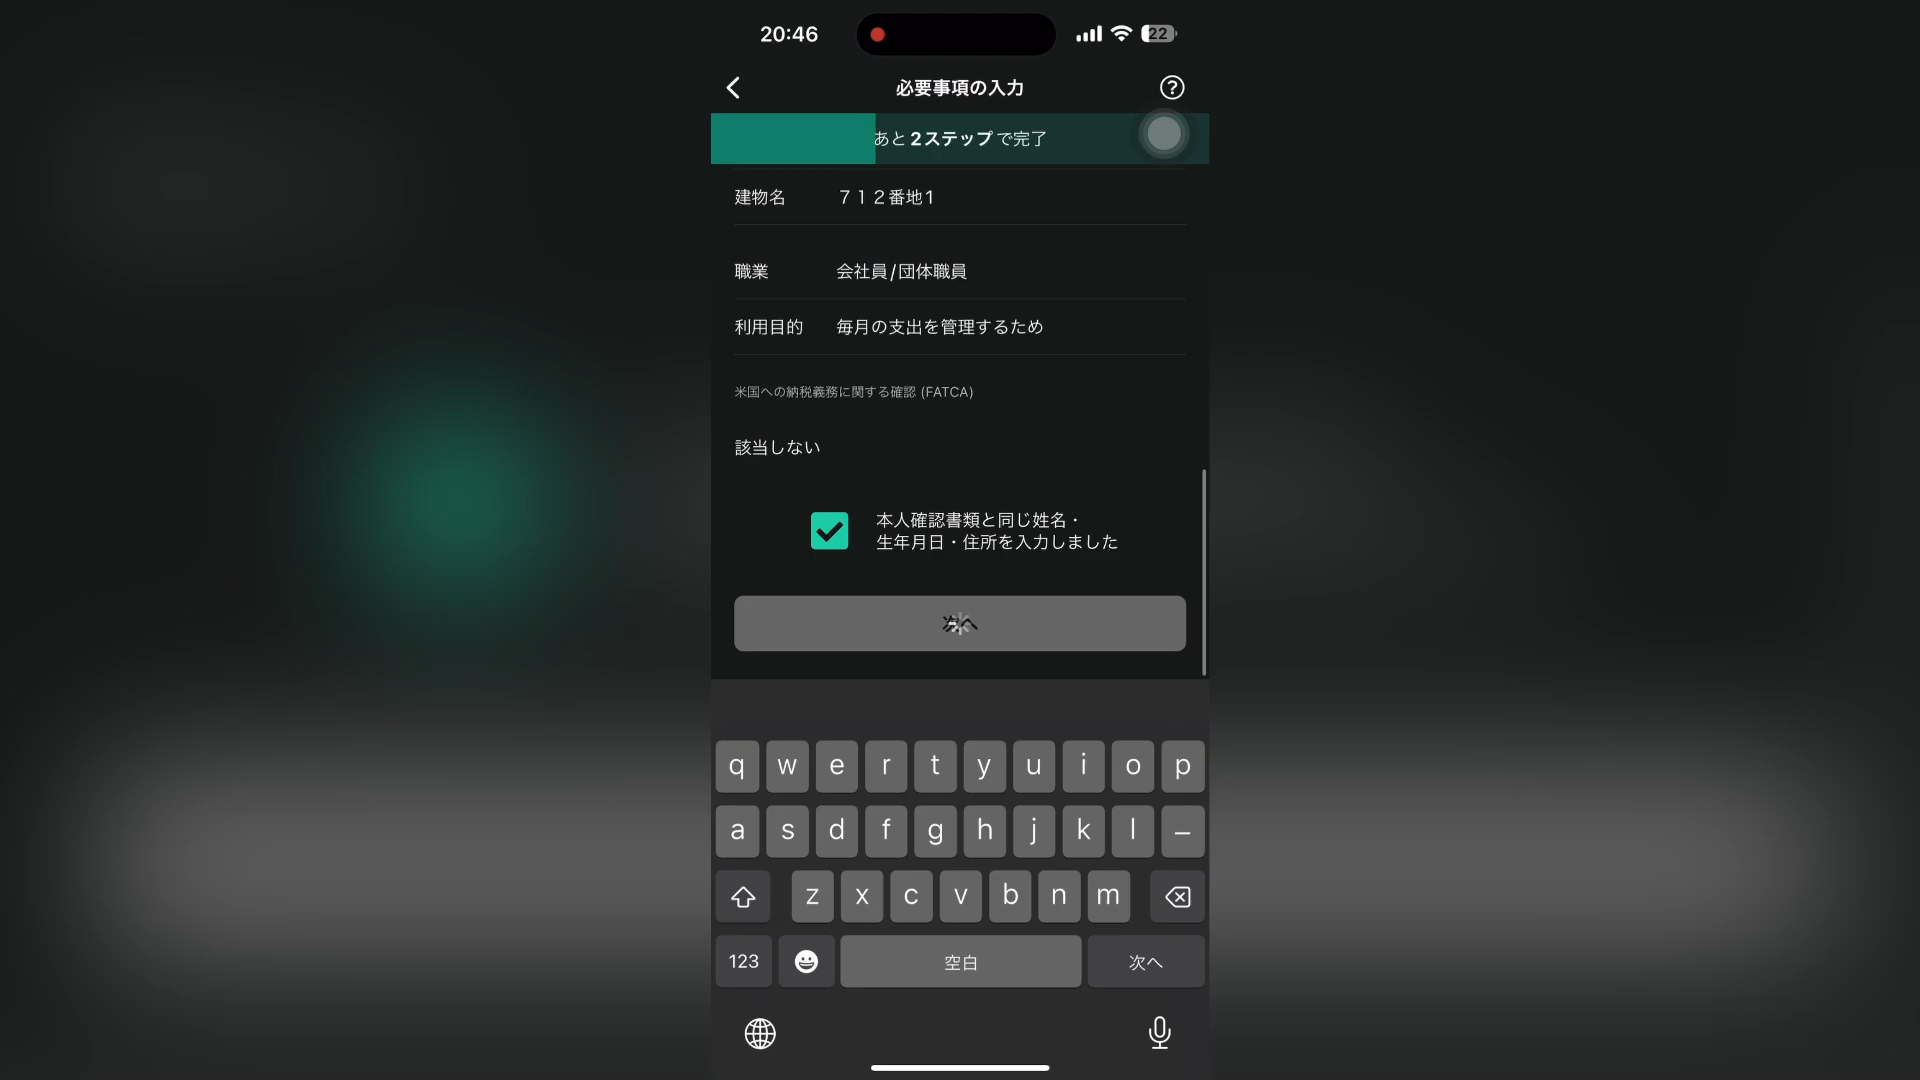 20:46
22
必要事項の入力
あと2ステップで完了
建物名 ７１２番地1
職業 会社員/団体職員
利用目的 毎月の支出を管理するため
米国への納税義務に関する確認 (FATCA)
該当しない
本人確認書類と同じ姓名・
生年月日・住所を入力しました
次へ
q w e r t y u i o p
a s d f g h j k l –
z x c v b n m
123 空白 次へ